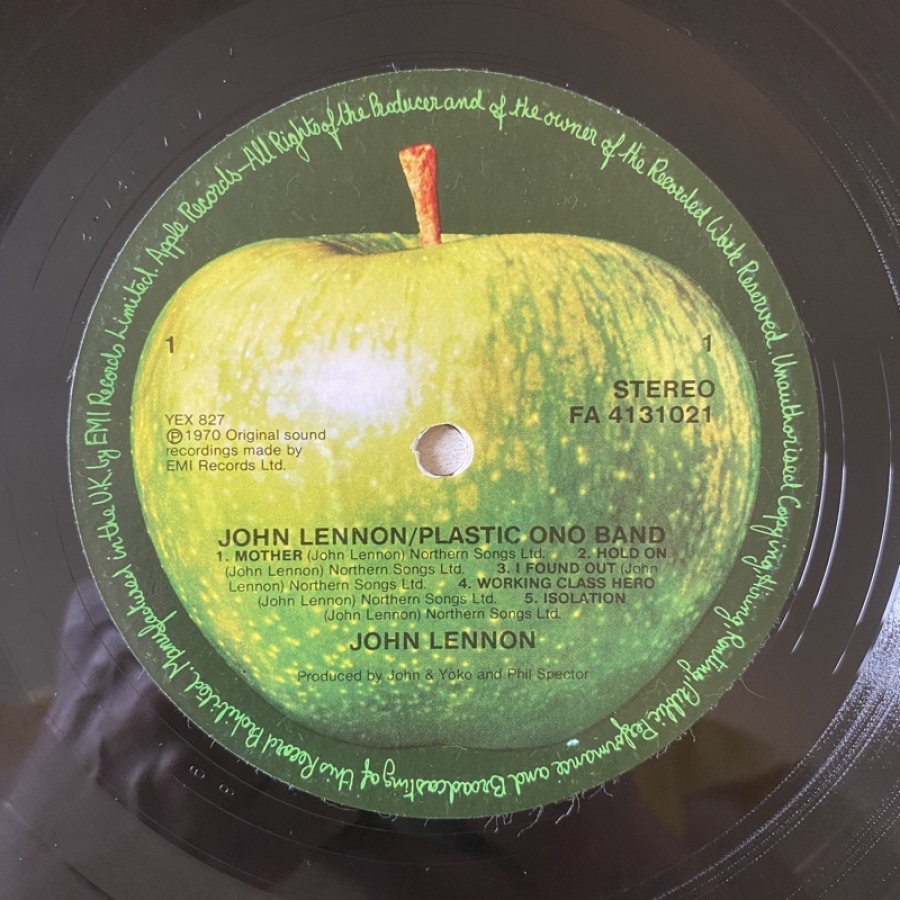 Manufactured in the U.K. by EMI Records Limited. Apple Records—All Rights of the Producer and of the owner of the Recorded Work Reserved. Unauthorised Copying, Hiring, Renting, Public Performance and Broadcasting of this Record Prohibited.
1
1
STEREO
FA 4131021
YEX 827
Ⓟ 1970 Original sound
recordings made by
EMI Records Ltd.
JOHN LENNON/PLASTIC ONO BAND
1. MOTHER (John Lennon) Northern Songs Ltd. 2. HOLD ON
(John Lennon) Northern Songs Ltd. 3. I FOUND OUT (John
Lennon) Northern Songs Ltd. 4. WORKING CLASS HERO
(John Lennon) Northern Songs Ltd. 5. ISOLATION
(John Lennon) Northern Songs Ltd.
JOHN LENNON
Produced by John & Yoko and Phil Spector